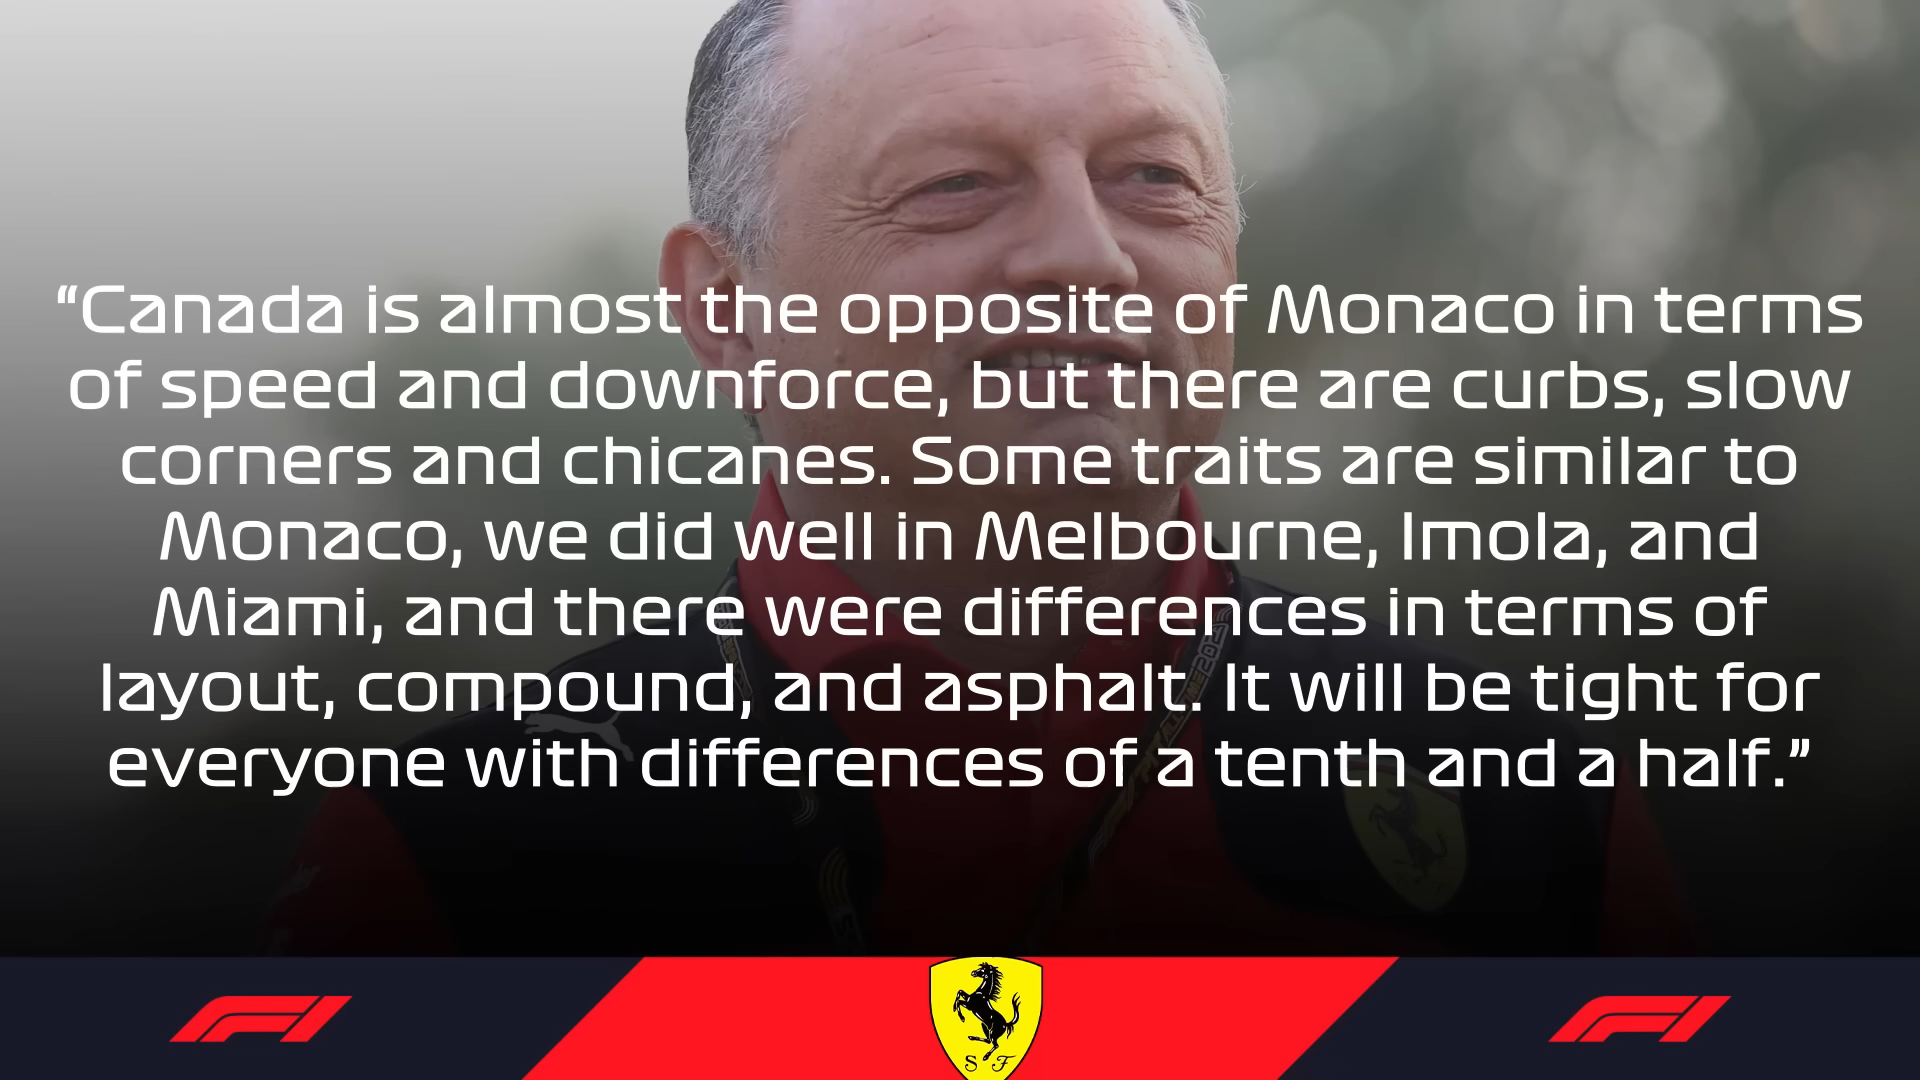 “Canada is almost the opposite of Monaco in terms
of speed and downforce, but there are curbs, slow
corners and chicanes. Some traits are similar to
Monaco, we did well in Melbourne, Imola, and
Miami, and there were differences in terms of
layout, compound, and asphalt. It will be tight for
everyone with differences of a tenth and a half.”
F1
S F
F1